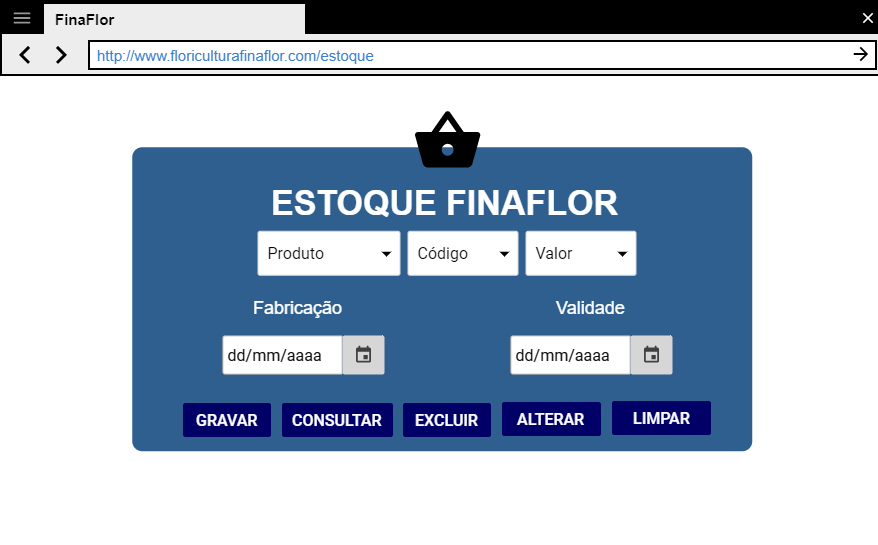 FinaFlor
http://www.floriculturafinaflor.com/estoque
ESTOQUE FINAFLOR
Produto Código Valor
Fabricação Validade
dd/mm/aaaa dd/mm/aaaa
GRAVAR CONSULTAR EXCLUIR ALTERAR LIMPAR